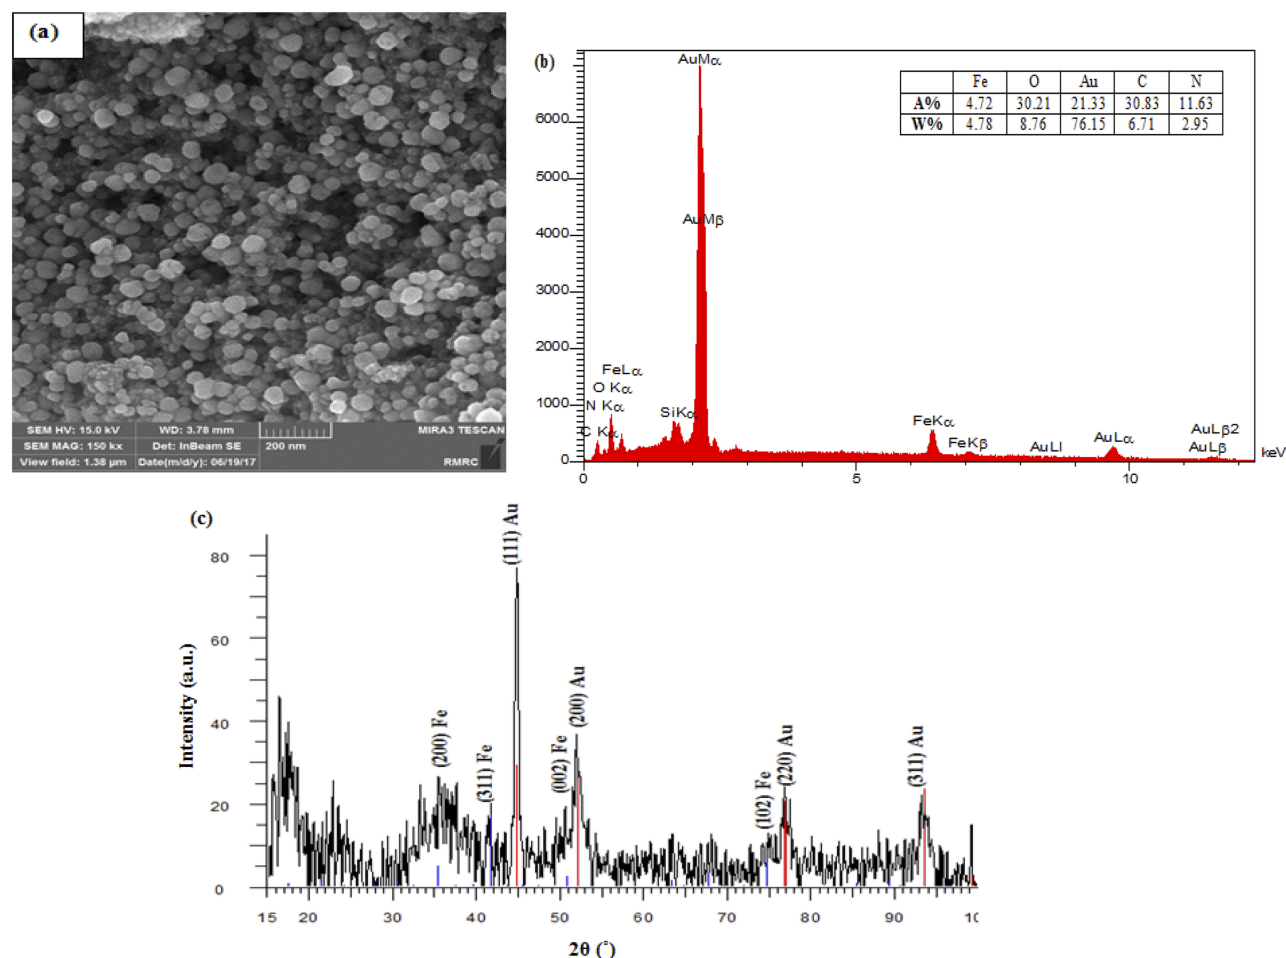 (a)
SEM HV: 15.0 kV WD: 3.78 mm MIRA3 TESCAN
SEM MAG: 150 kx Det: InBeam SE 200 nm
View field: 1.38 µm Date(m/d/y): 06/19/17 RMRC
(b)
AuMα
Fe O Au C N
A% 4.72 30.21 21.33 30.83 11.63
W% 4.78 8.76 76.15 6.71 2.95
6000
5000
AuMβ
4000
3000
2000
FeLα
O Kα
N Kα
SiKα
1000
C Kα
FeKα
FeKβ
AuLl
AuLα
AuLβ2
AuLβ
0
0 5 10 keV
(c)
(111) Au
80
60
40
20
0
Intensity (a.u.)
(200) Fe
(311) Fe
(002) Fe
(200) Au
(102) Fe
(220) Au
(311) Au
15 20 30 40 50 60 70 80 90 10
2θ (°)